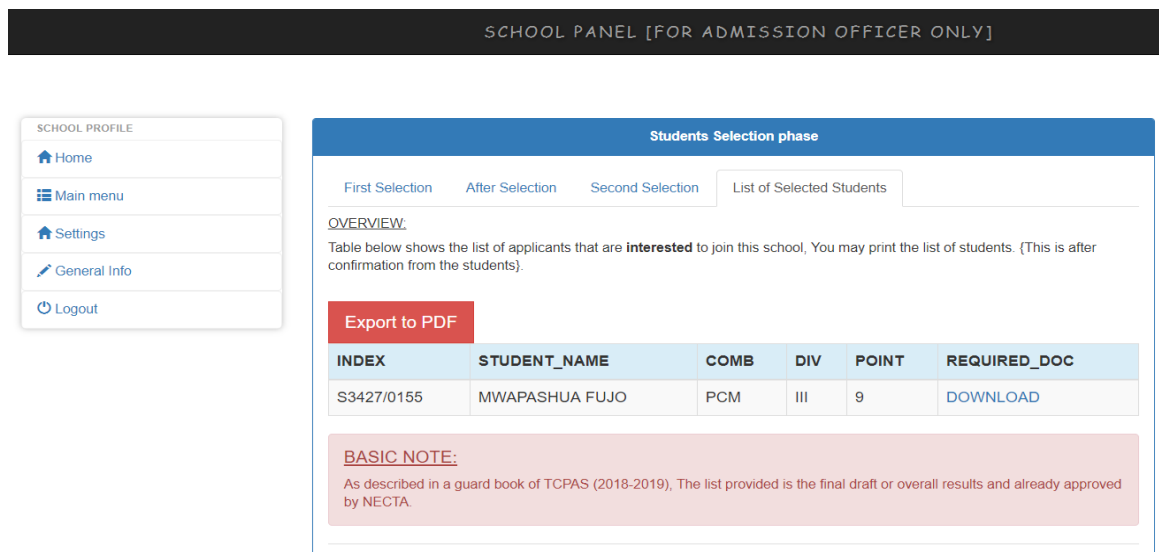 SCHOOL PANEL [FOR ADMISSION OFFICER ONLY]
SCHOOL PROFILE
Home
Main menu
Settings
General Info
Logout
Students Selection phase
First Selection After Selection Second Selection List of Selected Students
OVERVIEW:
Table below shows the list of applicants that are interested to join this school, You may print the list of students. {This is after
confirmation from the students}.
Export to PDF
INDEX STUDENT_NAME COMB DIV POINT REQUIRED_DOC
S3427/0155 MWAPASHUA FUJO PCM III 9 DOWNLOAD
BASIC NOTE:
As described in a guard book of TCPAS (2018-2019), The list provided is the final draft or overall results and already approved
by NECTA.